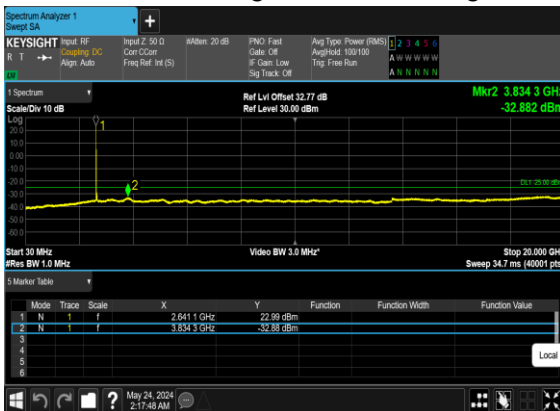 Spectrum Analyzer 1
Swept SA
KEYSIGHT Input: RF Input Z: 50 Ω #Atten: 20 dB PNO: Fast Avg Type: Power (RMS) 1 2 3 4 5 6
R T Coupling: DC Corr CCorr Gate: Off Avg|Hold: 100/100 A W W W W W
Align: Auto Freq Ref: Int (S) IF Gain: Low Trig: Free Run
LV Sig Track: Off A N N N N N
1 Spectrum Ref Lvl Offset 32.77 dB Mkr2 3.834 3 GHz
Scale/Div 10 dB Ref Level 30.00 dBm -32.882 dBm
Log
20.0
10.0
0.00
-10.0
-20.0
-30.0
-40.0
-50.0
-60.0
1
2
DL1 -25.00 dBm
Start 30 MHz Video BW 3.0 MHz* Stop 20.000 GH
#Res BW 1.0 MHz Sweep 34.7 ms (40001 pts
5 Marker Table
Mode Trace Scale X Y Function Function Width Function Value
1 N 1 f 2.641 1 GHz 22.99 dBm
2 N 1 f 3.834 3 GHz -32.88 dBm
3
4
5
6
Local
? May 24, 2024
2:17:48 AM